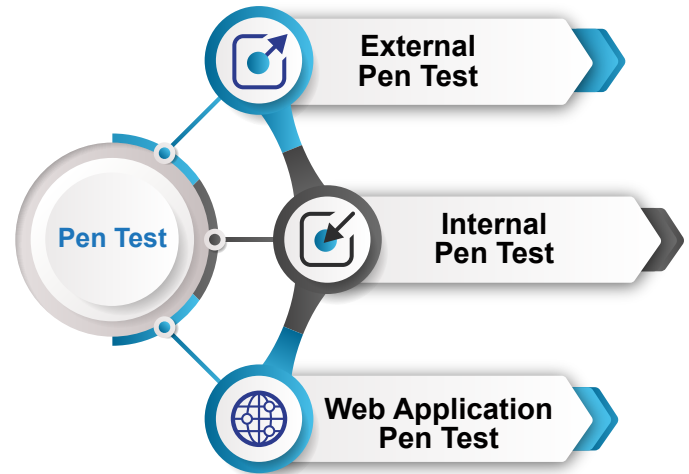 External
Pen Test
Pen Test
Internal
Pen Test
Web Application
Pen Test